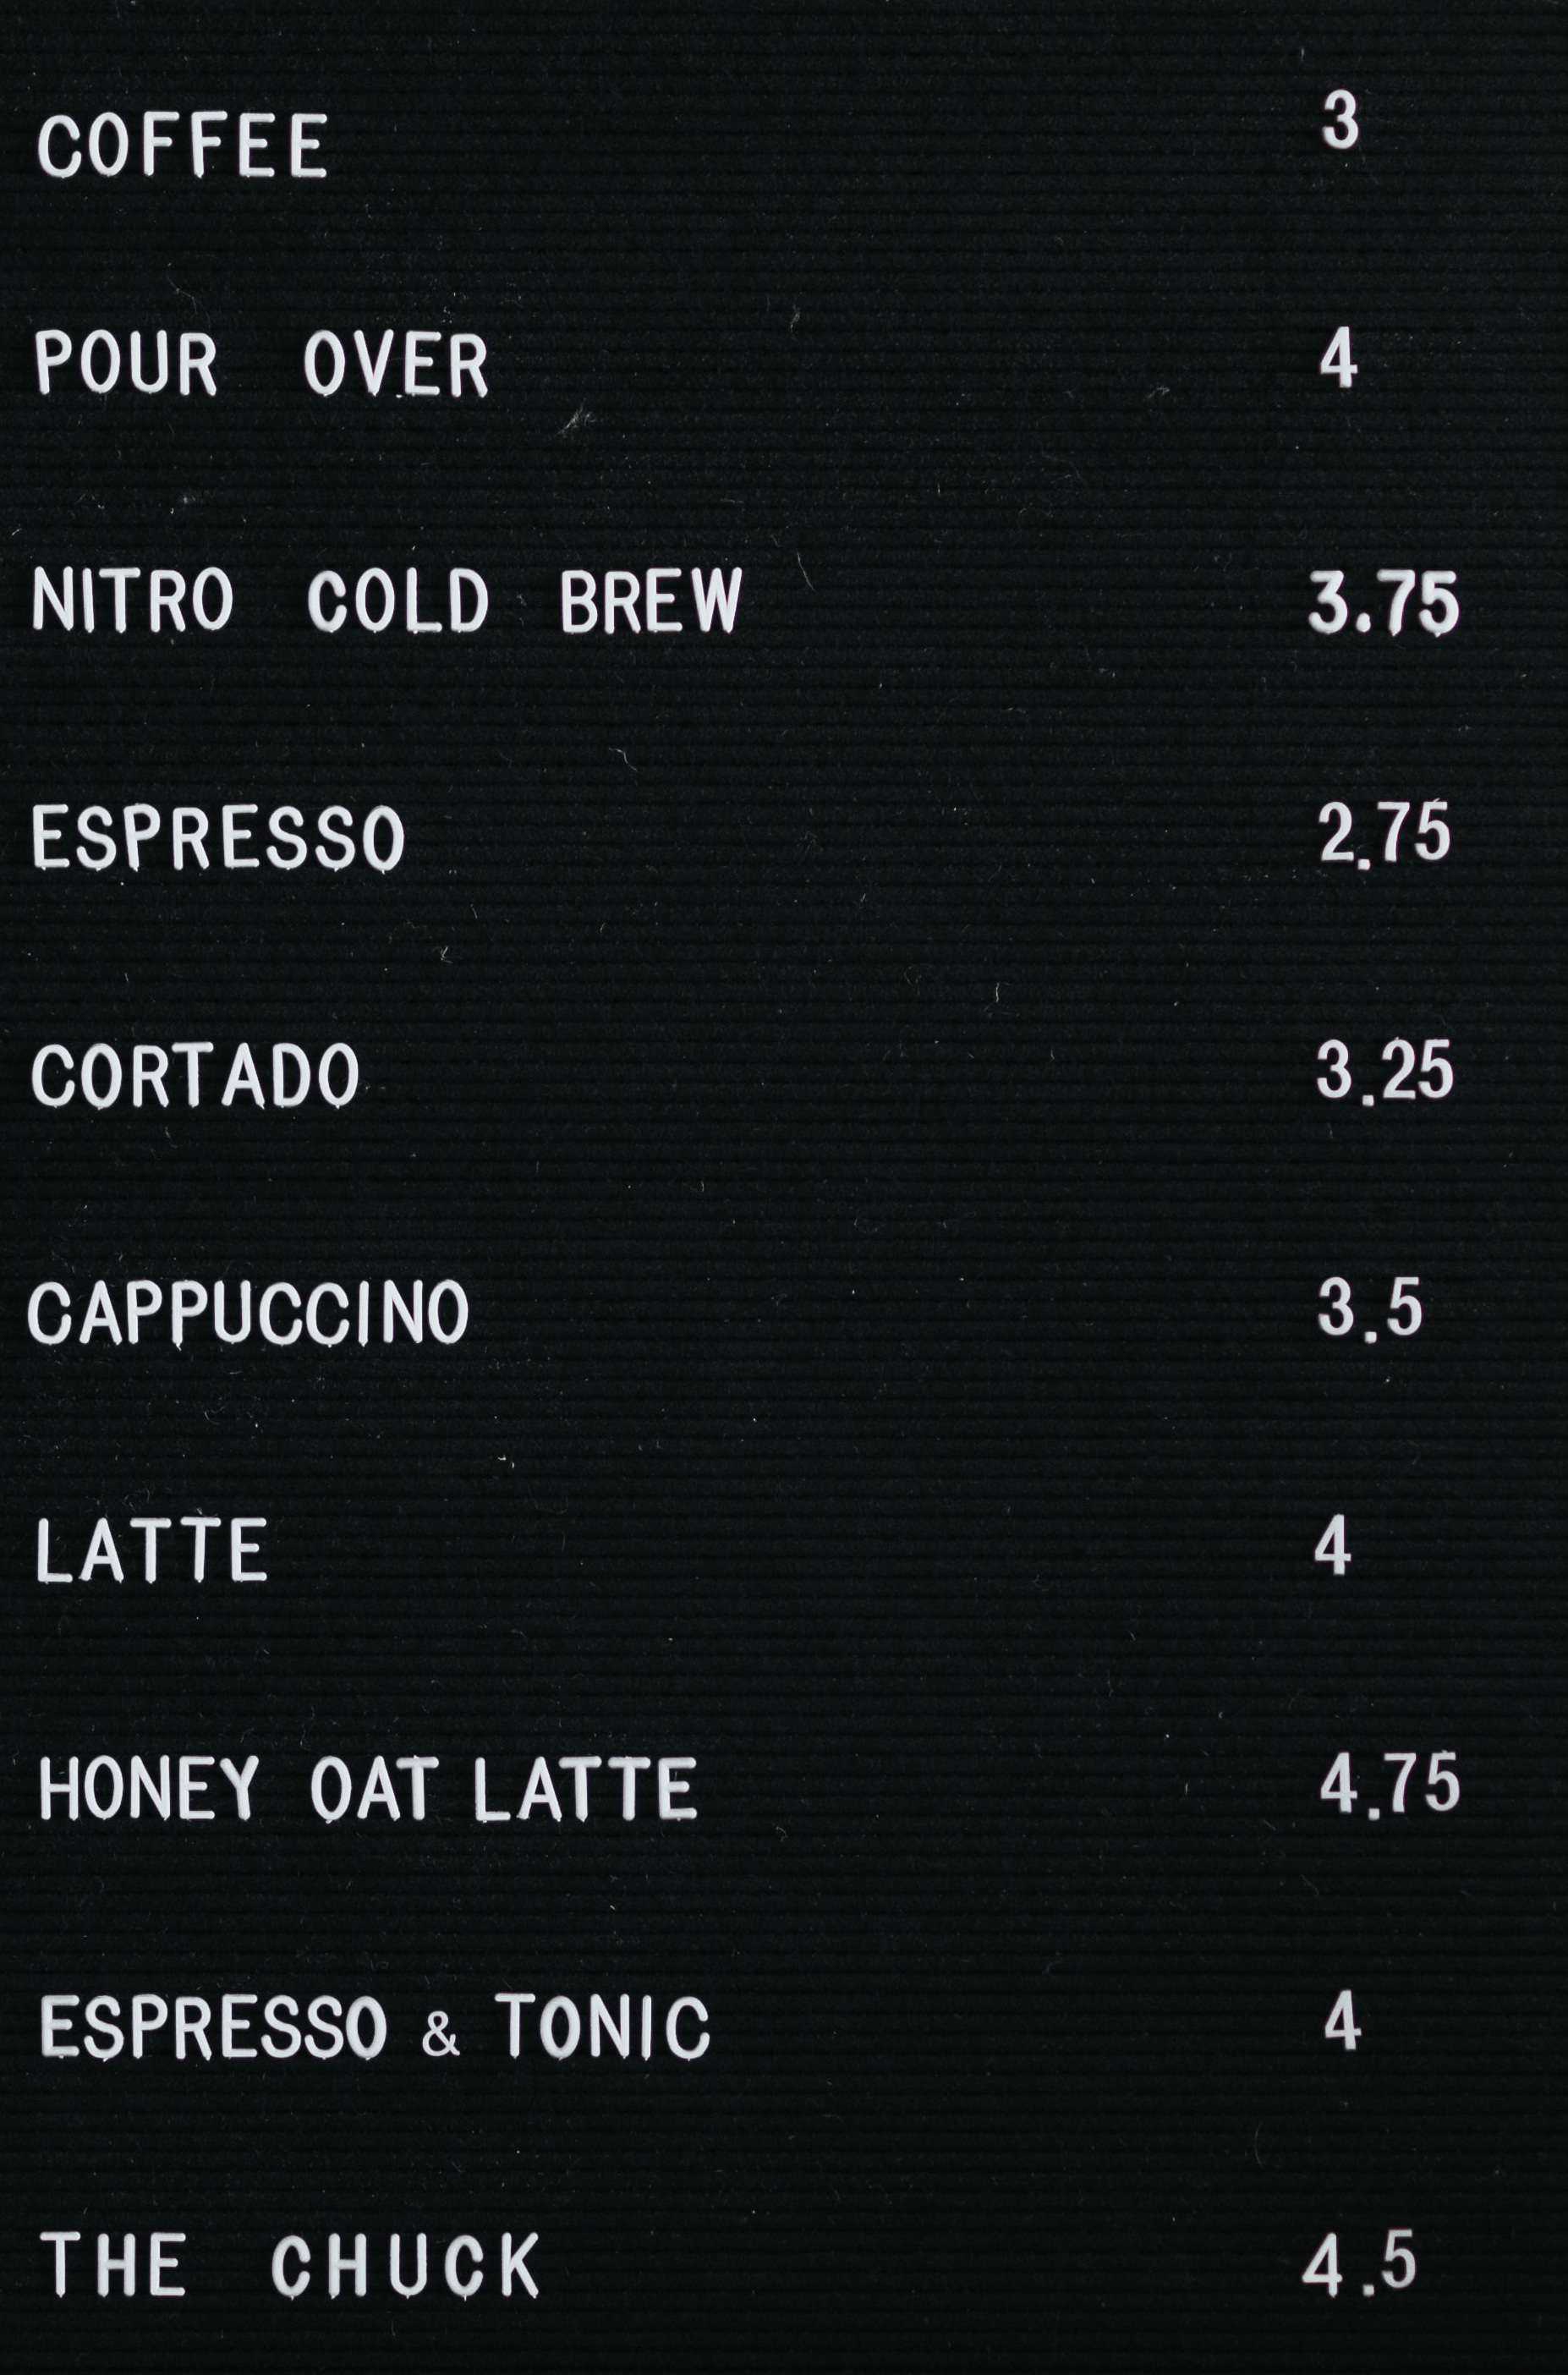 COFFEE 3
POUR OVER 4
NITRO COLD BREW 3.75
ESPRESSO 2.75
CORTADO 3.25
CAPPUCCINO 3.5
LATTE 4
HONEY OAT LATTE 4.75
ESPRESSO & TONIC 4
THE CHUCK 4.5